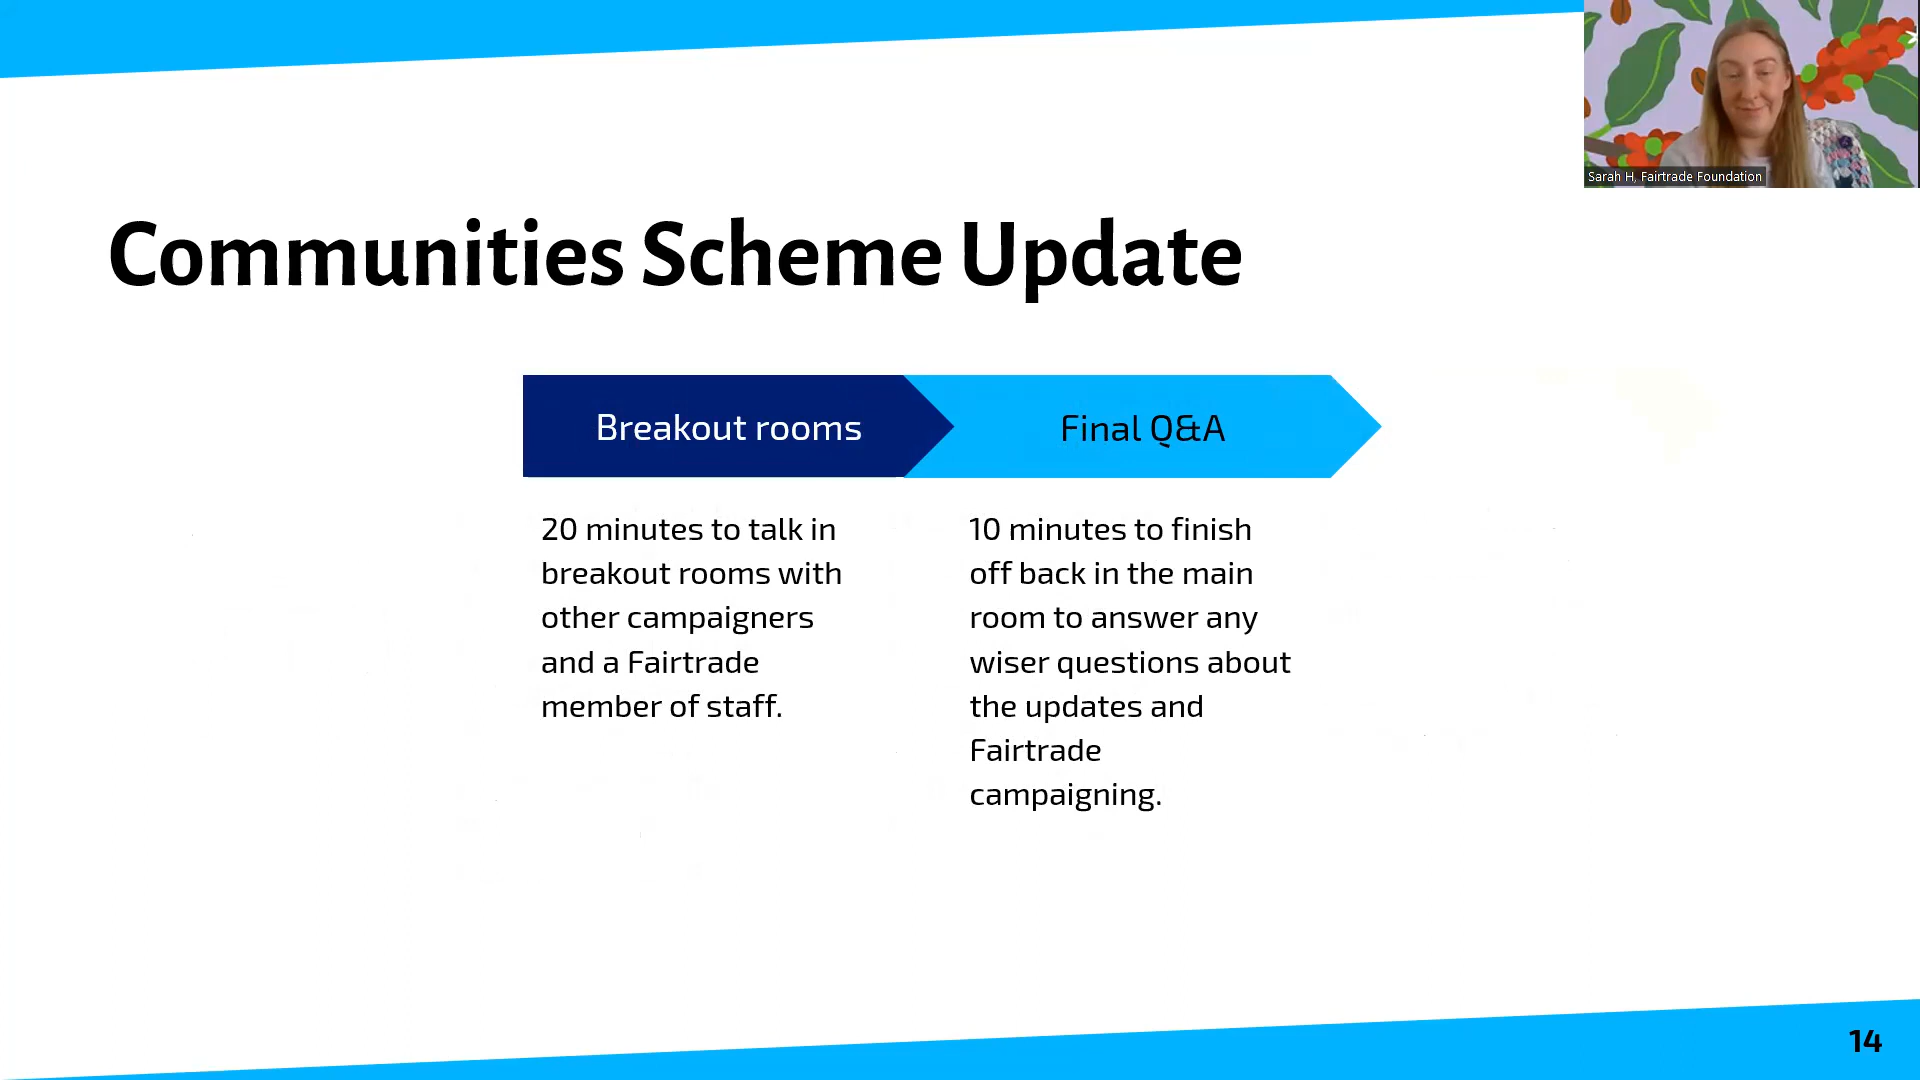 Sarah H, Fairtrade Foundation
Communities Scheme Update
Breakout rooms
Final Q&A
20 minutes to talk in
breakout rooms with
other campaigners
and a Fairtrade
member of staff.
10 minutes to finish
off back in the main
room to answer any
wiser questions about
the updates and
Fairtrade
campaigning.
14